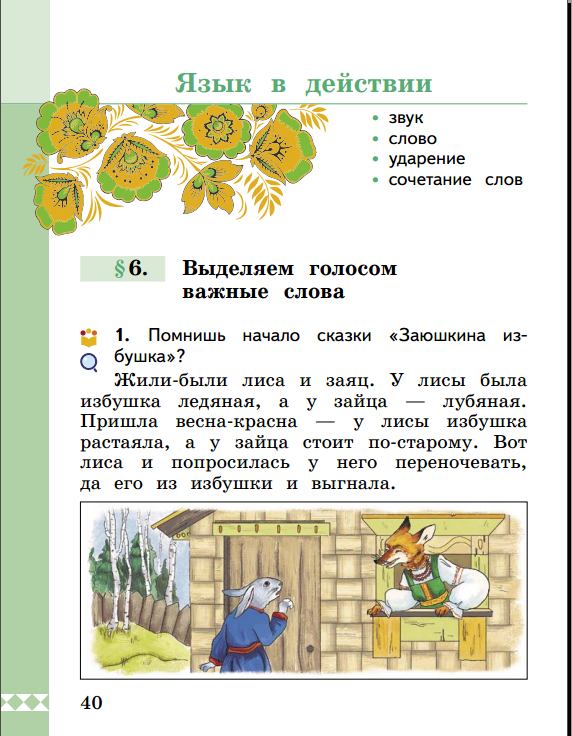 Язык в действии
• звук
• слово
• ударение
• сочетание слов
§ 6. Выделяем голосом
важные слова
1. Помнишь начало сказки «Заюшкина из-
бушка»?
Жили-были лиса и заяц. У лисы была
избушка ледяная, а у зайца — лубяная.
Пришла весна-красна — у лисы избушка
растаяла, а у зайца стоит по-старому. Вот
лиса и попросилась у него переночевать,
да его из избушки и выгнала.
40